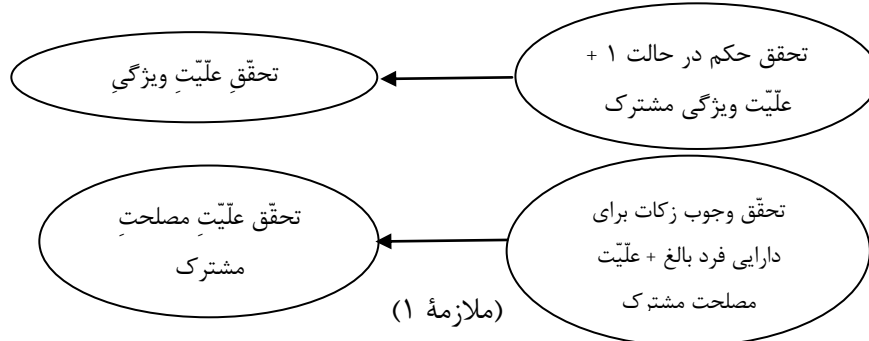 تحقق حکم در حالت ۱ +
علّیّت ویژگی مشترک
تحقّقِ علّیّتِ ویژگیِ
تحقّق وجوب زکات برای
دارایی فرد بالغ + علّیّت
مصلحت مشترک
تحقّق علّیّتِ مصلحتِ
مشترک
(ملازمهٔ ۱)